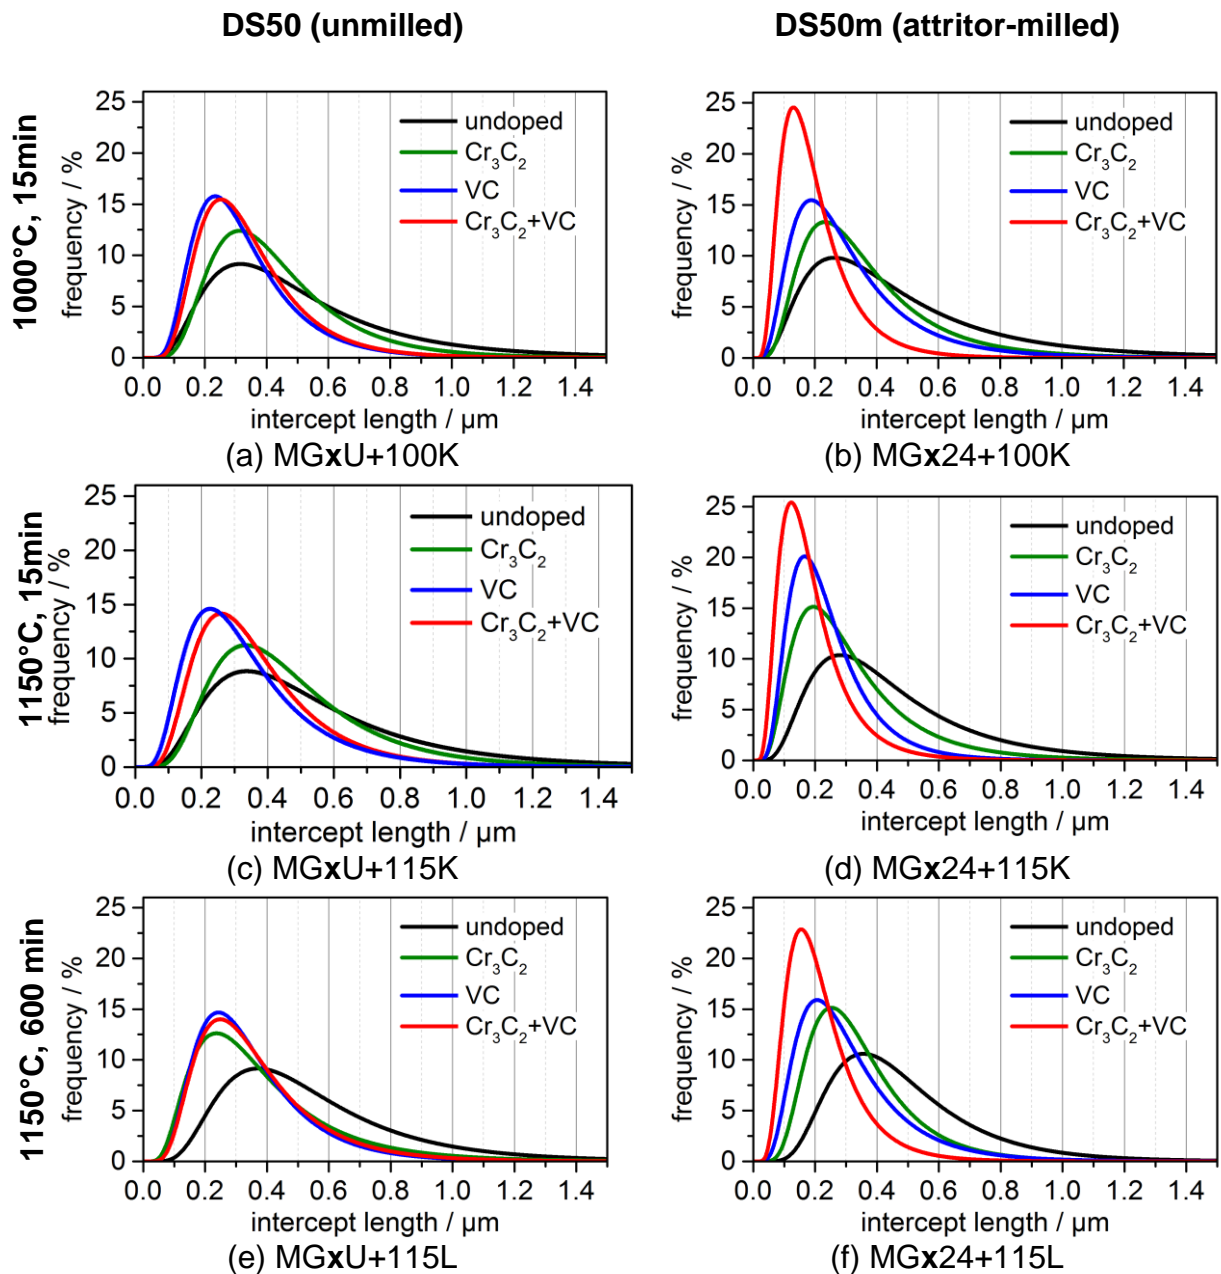 DS50 (unmilled)
DS50m (attritor-milled)
1000°C, 15min
frequency / %
25
20
15
10
5
0
undoped
Cr₃C₂
VC
Cr₃C₂+VC
0.0 0.2 0.4 0.6 0.8 1.0 1.2 1.4
intercept length / µm
(a) MGxU+100K
frequency / %
25
20
15
10
5
0
undoped
Cr₃C₂
VC
Cr₃C₂+VC
0.0 0.2 0.4 0.6 0.8 1.0 1.2 1.4
intercept length / µm
(b) MGx24+100K
1150°C, 15min
frequency / %
25
20
15
10
5
0
undoped
Cr₃C₂
VC
Cr₃C₂+VC
0.0 0.2 0.4 0.6 0.8 1.0 1.2 1.4
intercept length / µm
(c) MGxU+115K
frequency / %
25
20
15
10
5
0
undoped
Cr₃C₂
VC
Cr₃C₂+VC
0.0 0.2 0.4 0.6 0.8 1.0 1.2 1.4
intercept length / µm
(d) MGx24+115K
1150°C, 600 min
frequency / %
25
20
15
10
5
0
undoped
Cr₃C₂
VC
Cr₃C₂+VC
0.0 0.2 0.4 0.6 0.8 1.0 1.2 1.4
intercept length / µm
(e) MGxU+115L
frequency / %
25
20
15
10
5
0
undoped
Cr₃C₂
VC
Cr₃C₂+VC
0.0 0.2 0.4 0.6 0.8 1.0 1.2 1.4
intercept length / µm
(f) MGx24+115L